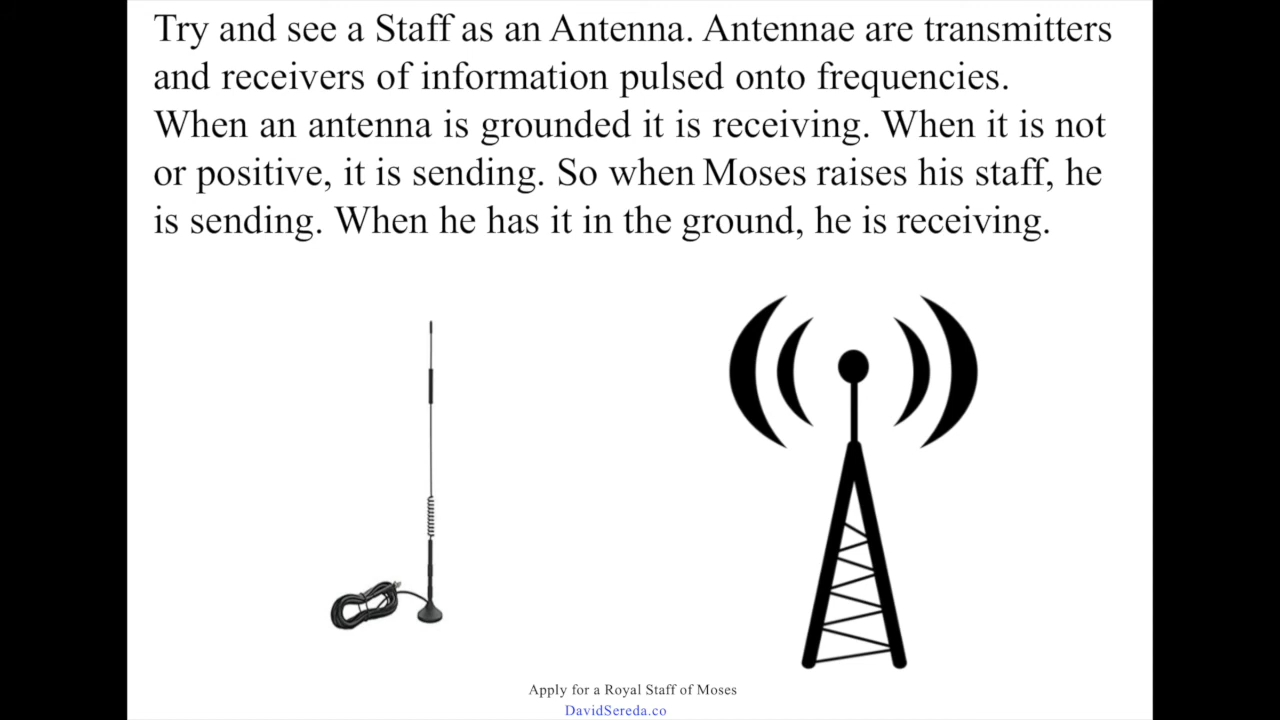 Try and see a Staff as an Antenna. Antennae are transmitters
and receivers of information pulsed onto frequencies.
When an antenna is grounded it is receiving. When it is not
or positive, it is sending. So when Moses raises his staff, he
is sending. When he has it in the ground, he is receiving.
Apply for a Royal Staff of Moses
DavidSereda.co